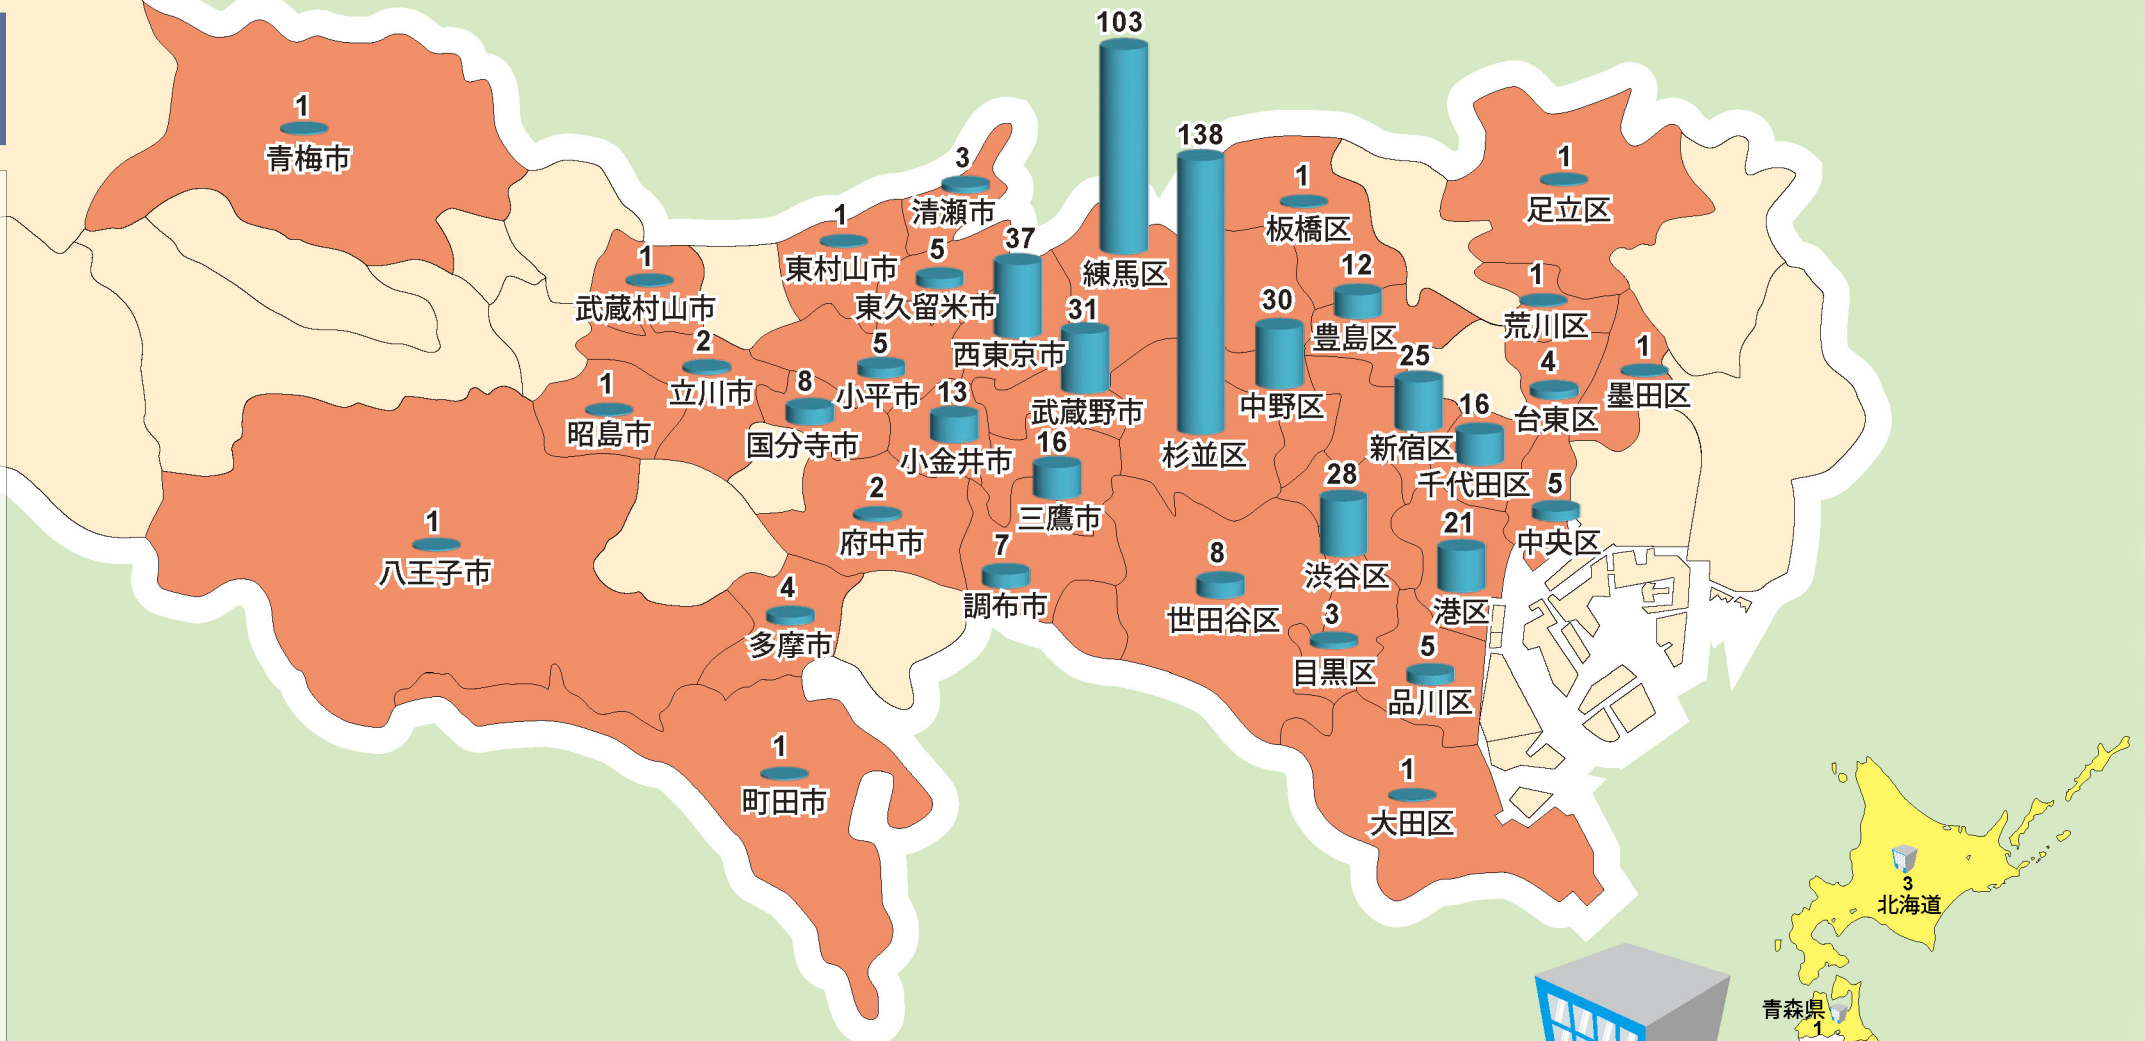 103
練馬区
138
杉並区
1
青梅市
3
清瀬市
1
板橋区
1
足立区
1
東村山市
5
東久留米市
37
西東京市
1
武蔵村山市
12
豊島区
1
荒川区
31
武蔵野市
30
中野区
2
立川市
5
小平市
25
新宿区
4
台東区
1
墨田区
1
昭島市
8
国分寺市
13
小金井市
16
千代田区
16
三鷹市
28
渋谷区
5
中央区
2
府中市
1
八王子市
21
港区
7
調布市
8
世田谷区
4
多摩市
3
目黒区
5
品川区
1
町田市
1
大田区
3
北海道
青森県
1